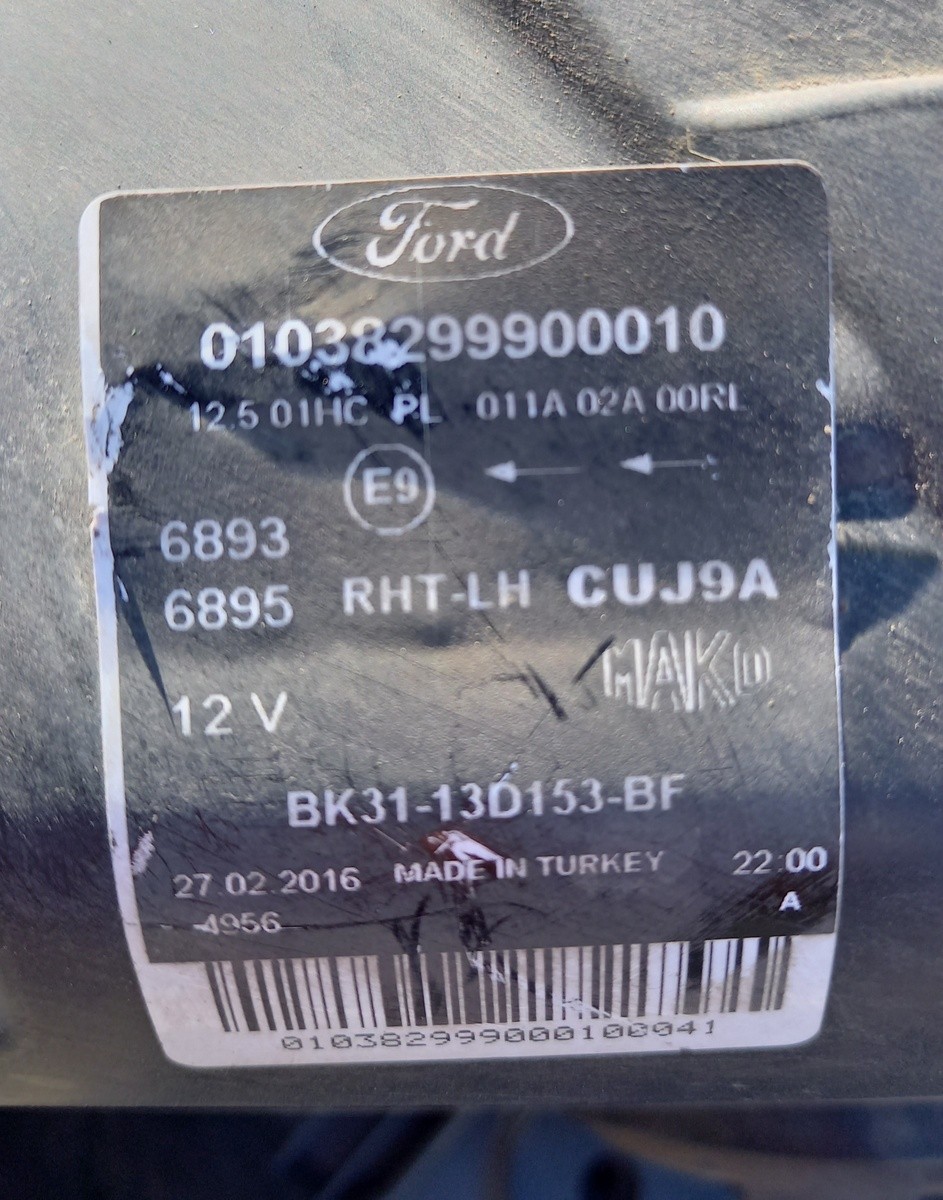 Ford
01038299900010
12.5 01HC PL 011A 02A 00RL
E9
6893
6895 RHT-LH CUJ9A
MAKO
12 V
BK31-13D153-BF
27.02.2016 MADE IN TURKEY 22:00
4956 A
0103829990001000041